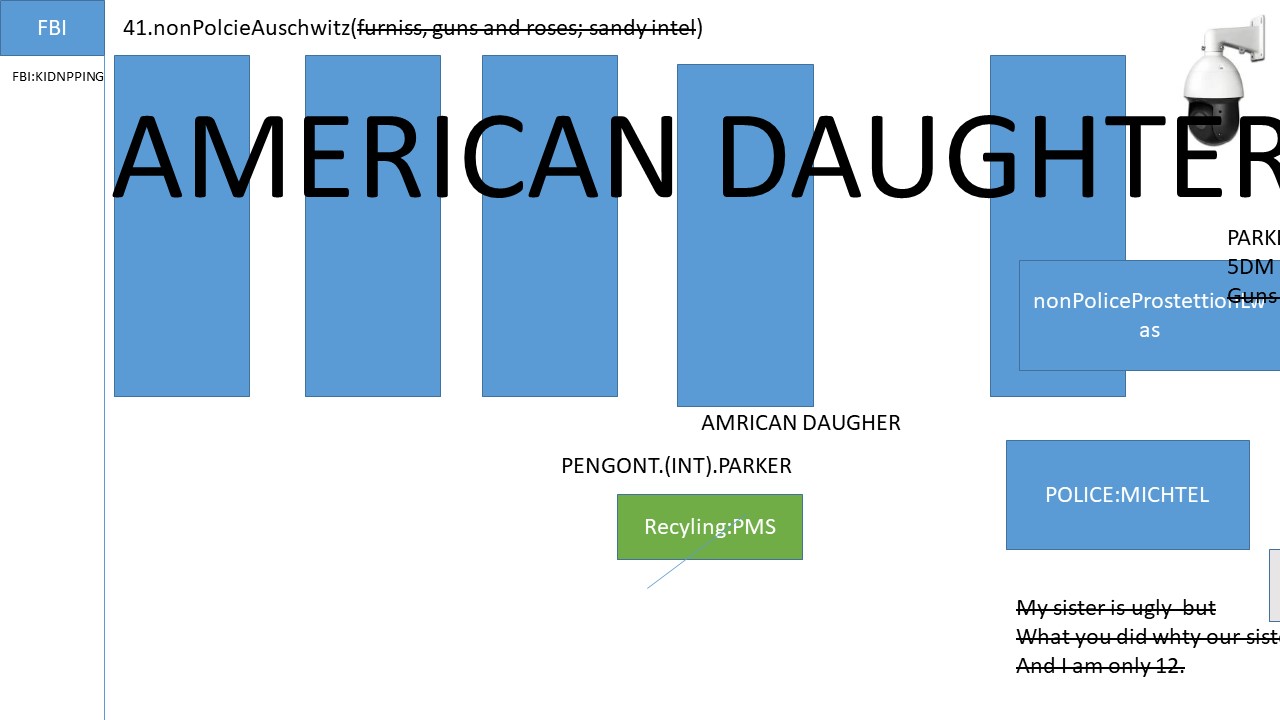 FBI
41.nonPolcieAuschwitz(furniss, guns and roses; sandy intel)
FBI:KIDNPPING
AMERICAN DAUGHTER
PARK
5DM
Guns
nonPoliceProstettionLw
as
AMRICAN DAUGHER
PENGONT.(INT).PARKER
POLICE:MICHTEL
Recyling:PMS
My sister is ugly but
What you did whty our sist
And I am only 12.